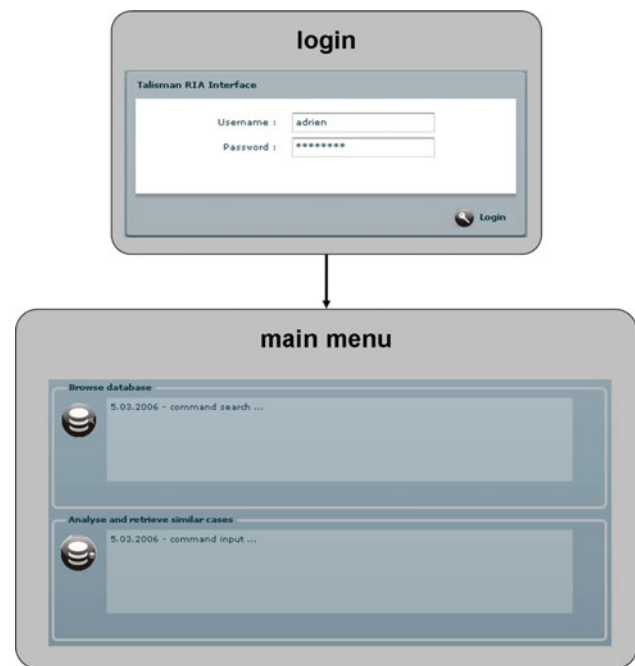 login
Talisman RIA Interface
Username : adrien
Password : ********
Login
main menu
Browse database
5.03.2006 - command search ...
Analyse and retrieve similar cases
5.03.2006 - command input ...